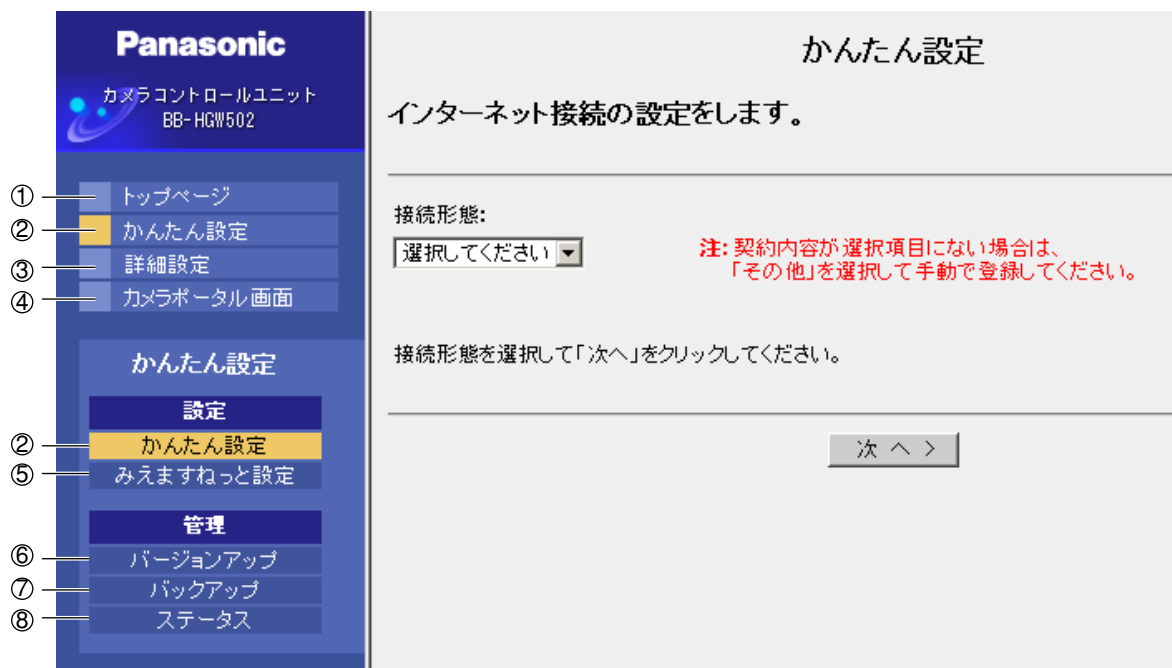 Panasonic
カメラコントロールユニット
BB-HGW502
① トップページ
② かんたん設定
③ 詳細設定
④ カメラポータル画面
かんたん設定
設定
② かんたん設定
⑤ みえますねっと設定
管理
⑥ バージョンアップ
⑦ バックアップ
⑧ ステータス
かんたん設定
インターネット接続の設定をします。
接続形態:
選択してください
注: 契約内容が選択項目にない場合は、
「その他」を選択して手動で登録してください。
接続形態を選択して「次へ」をクリックしてください。
次 へ >